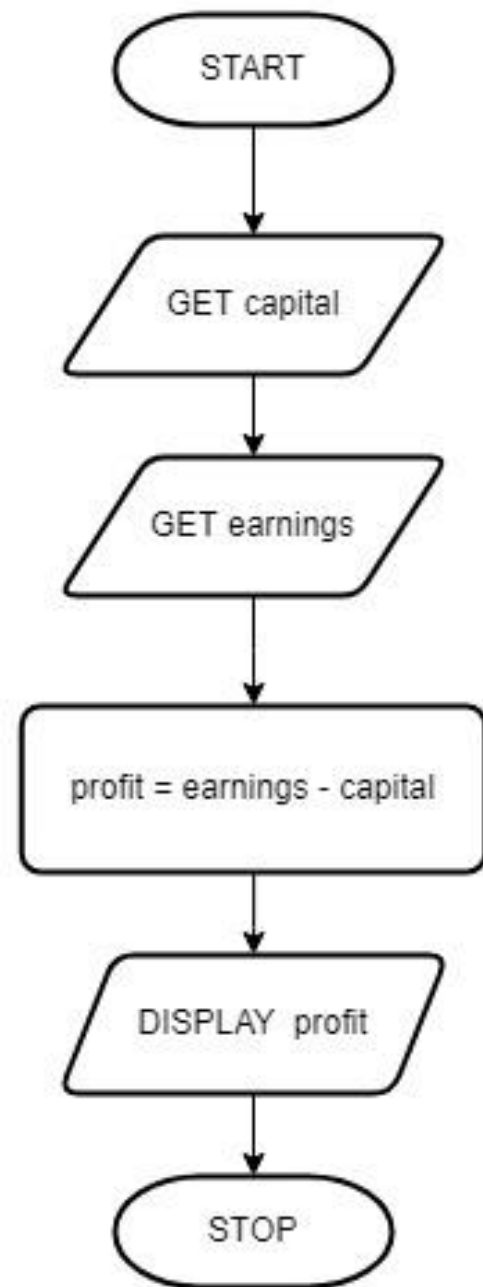 START
GET capital
GET earnings
profit = earnings - capital
DISPLAY profit
STOP